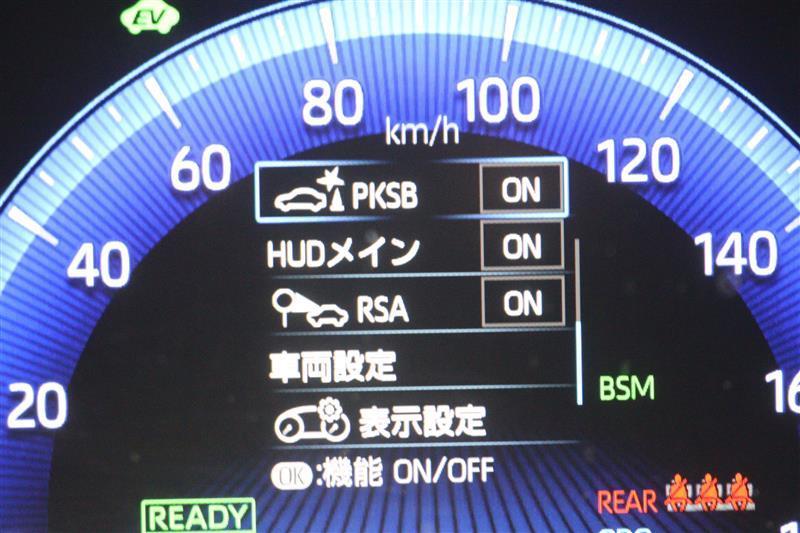 EV
80
100
km/h
60
120
PKSB ON
40
HUDメイン ON
140
RSA ON
車両設定
20
BSM
表示設定
OK:機能 ON/OFF
REAR
READY